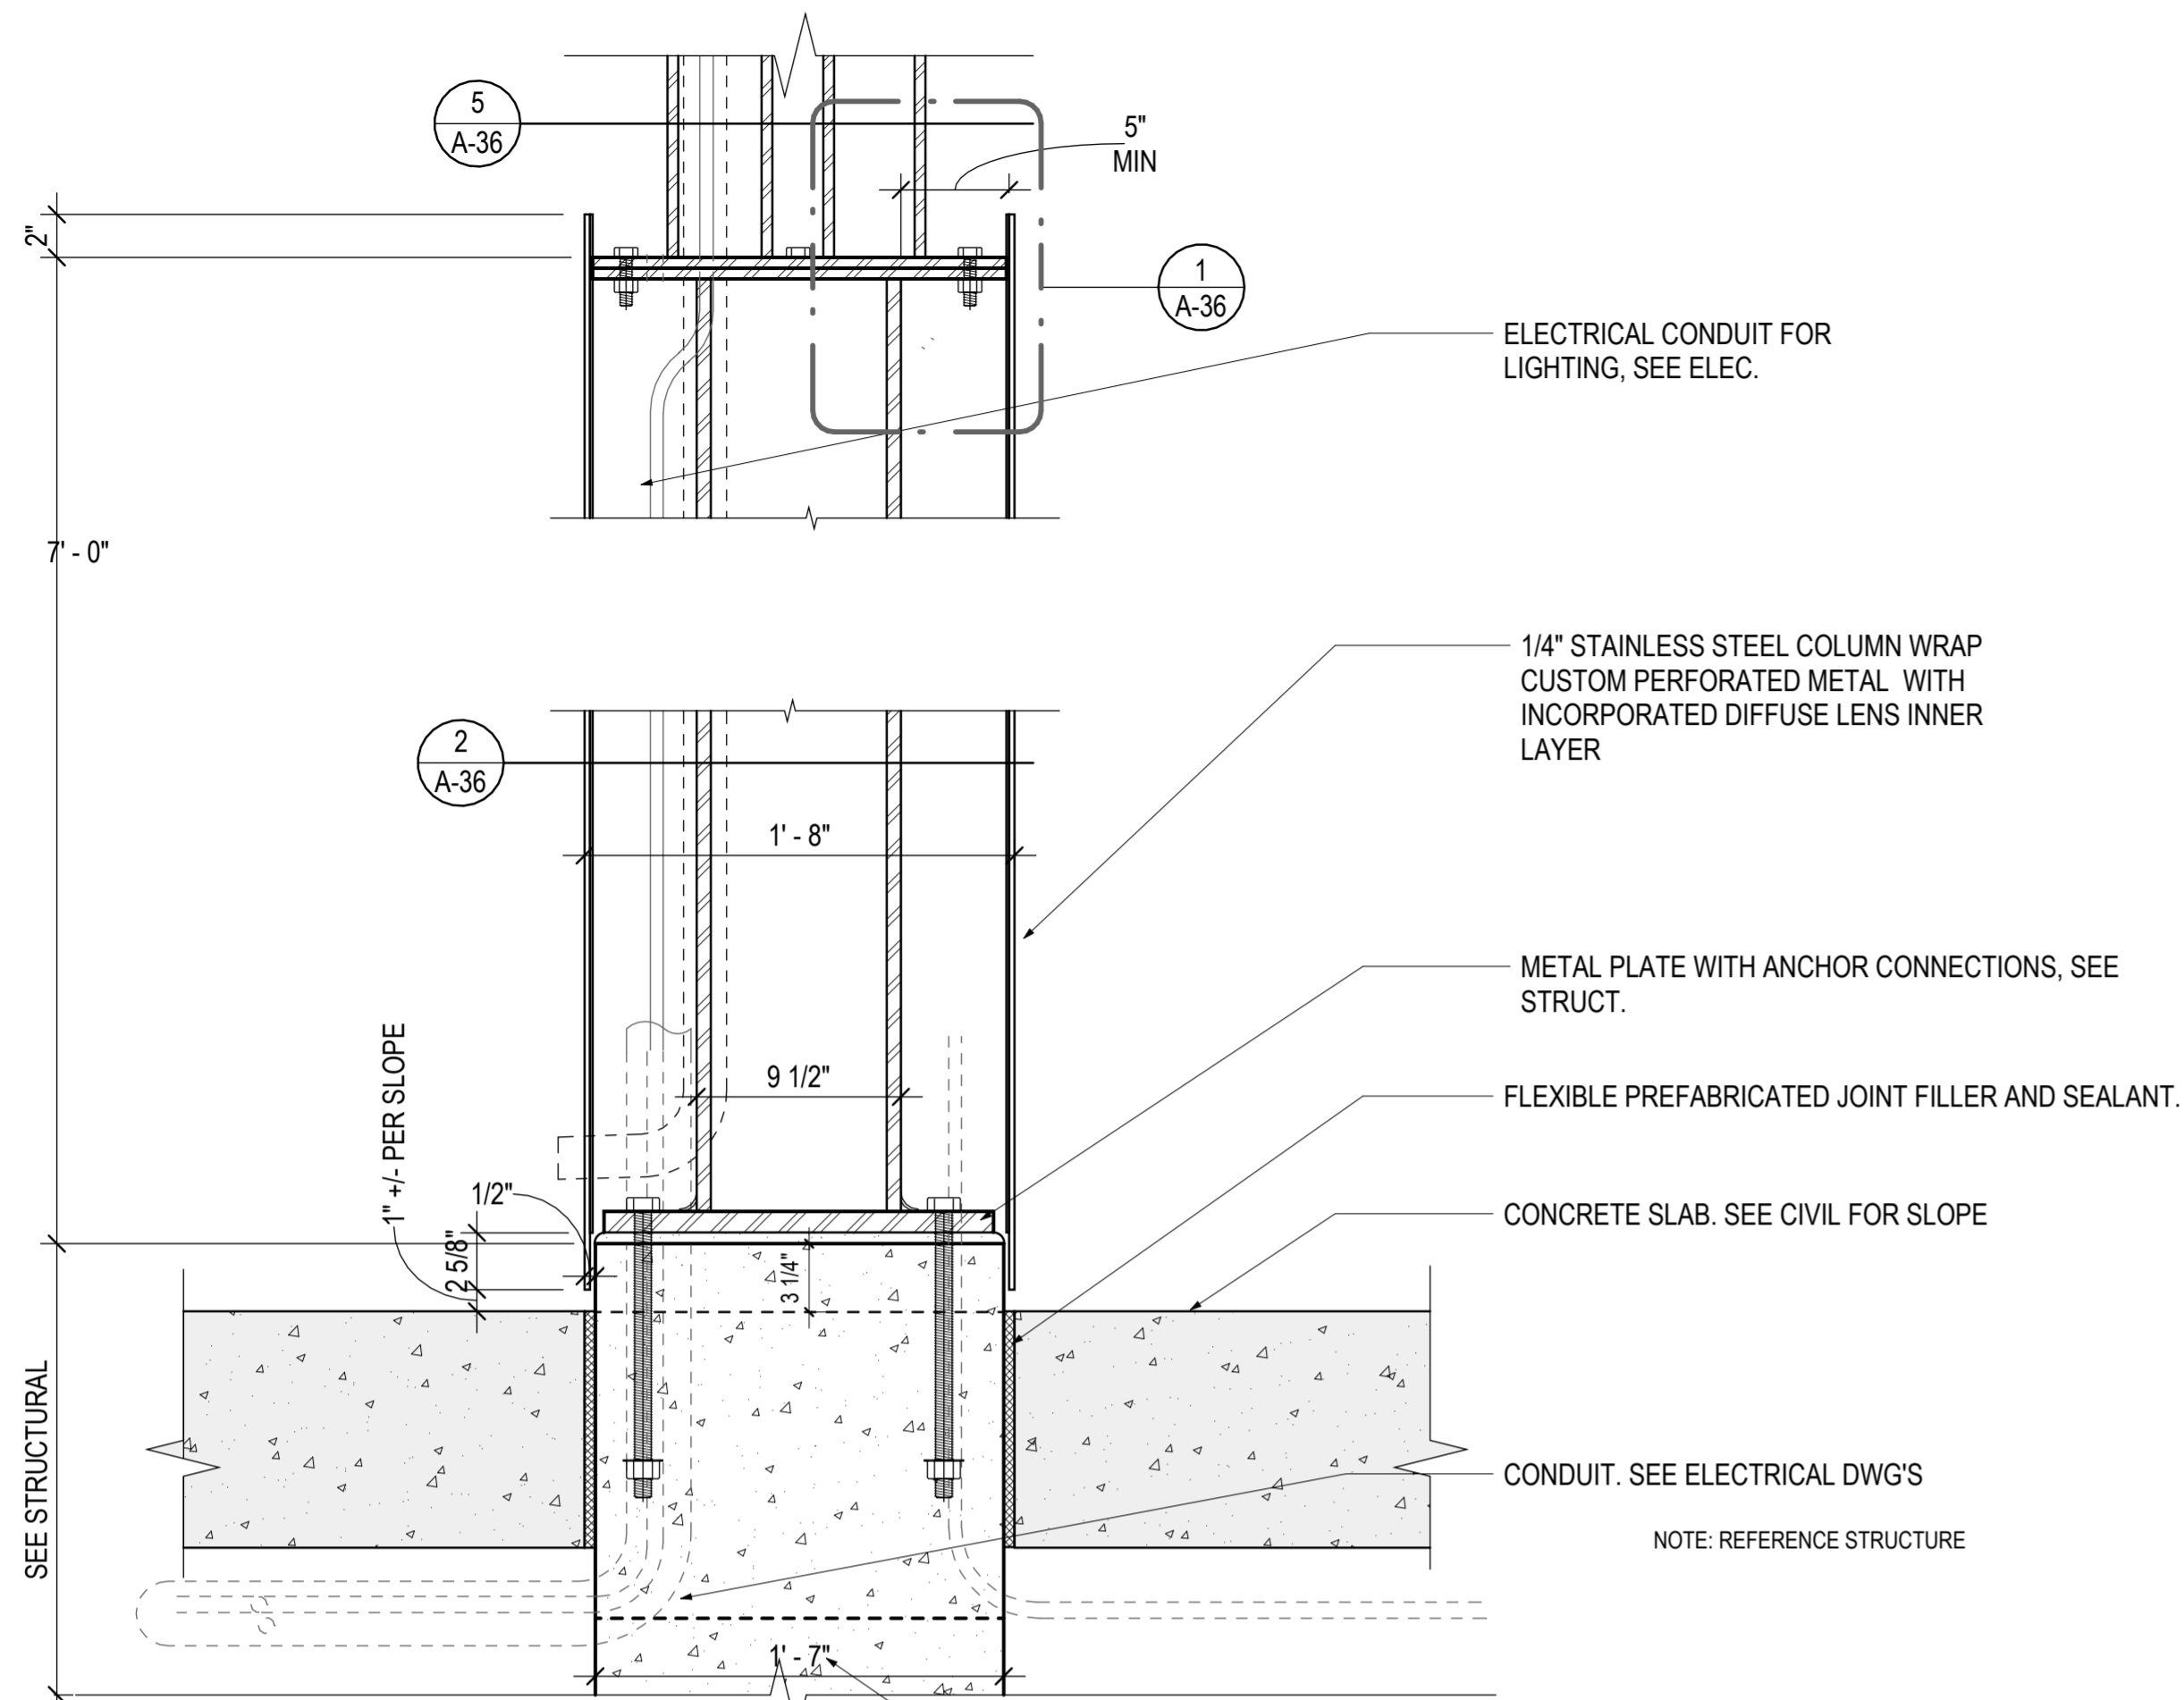 5
A-36
5"
MIN
2"
1
A-36
ELECTRICAL CONDUIT FOR
LIGHTING, SEE ELEC.
7' - 0"
1/4" STAINLESS STEEL COLUMN WRAP
CUSTOM PERFORATED METAL WITH
INCORPORATED DIFFUSE LENS INNER
LAYER
2
A-36
1' - 8"
METAL PLATE WITH ANCHOR CONNECTIONS, SEE
STRUCT.
1" +/- PER SLOPE
9 1/2"
FLEXIBLE PREFABRICATED JOINT FILLER AND SEALANT.
1/2"
CONCRETE SLAB. SEE CIVIL FOR SLOPE
2 5/8"
3 1/4"
SEE STRUCTURAL
CONDUIT. SEE ELECTRICAL DWG'S
NOTE: REFERENCE STRUCTURE
1' - 7"